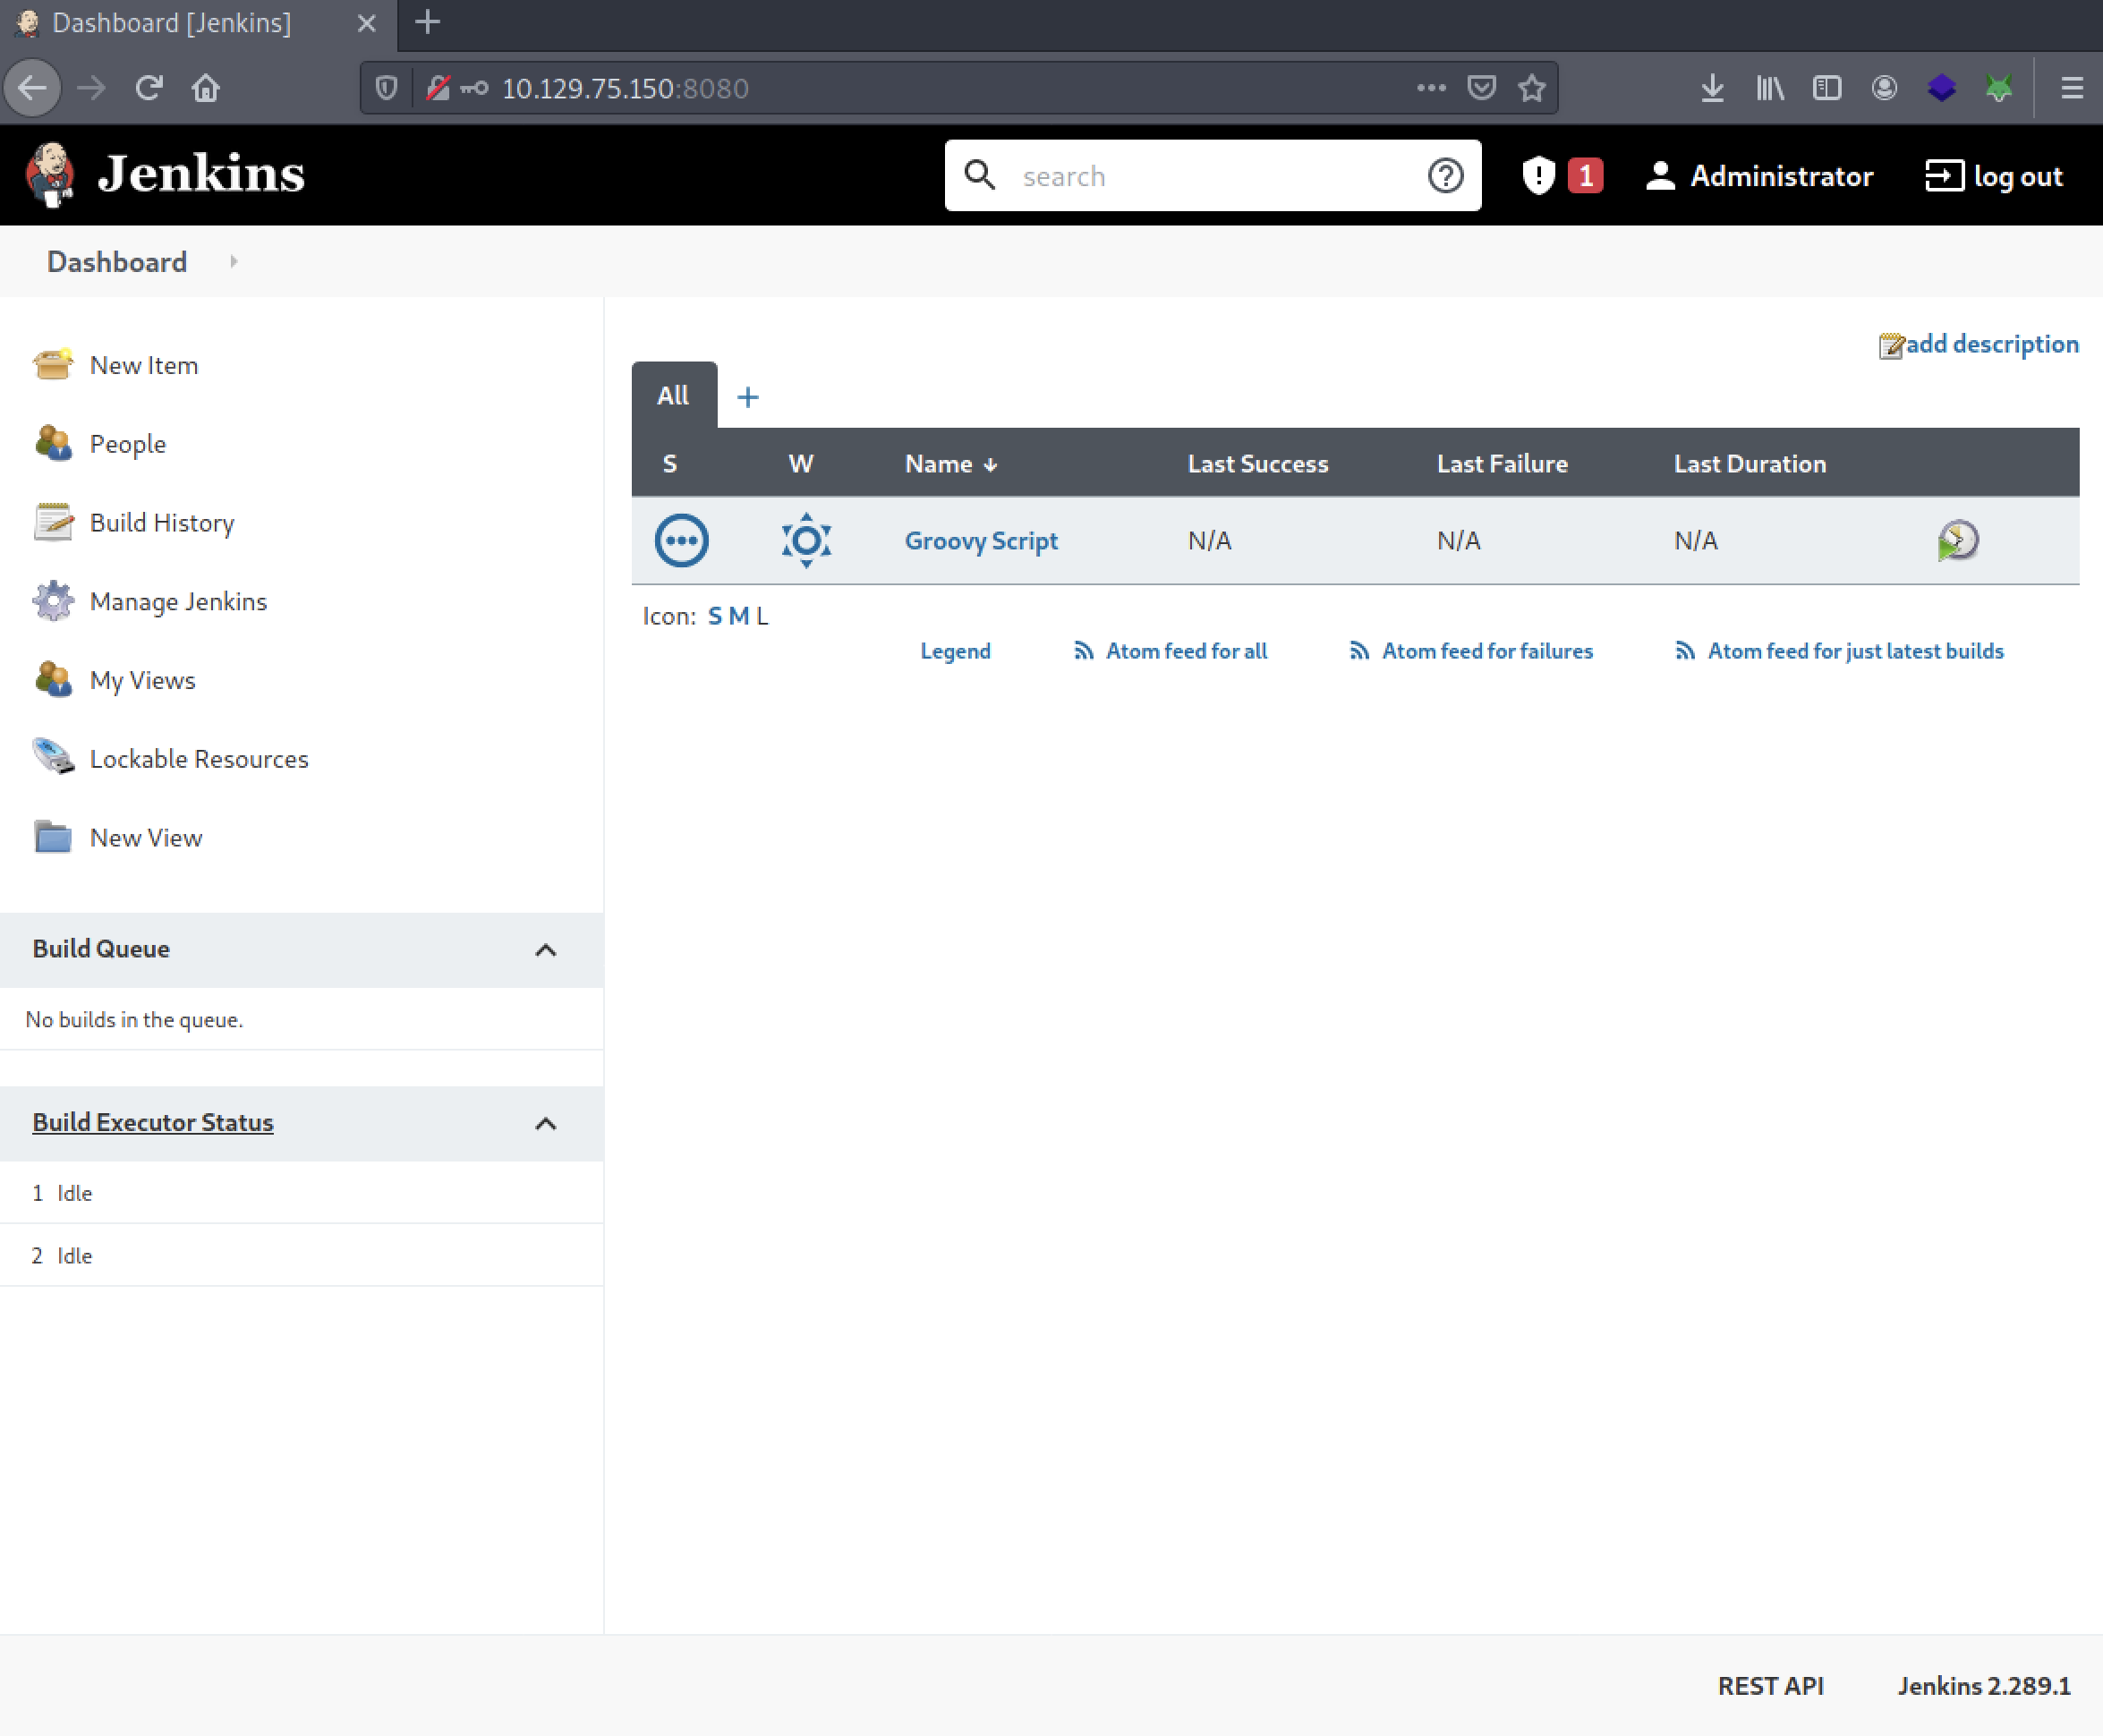 Dashboard [Jenkins]
10.129.75.150:8080
Jenkins
search
1
Administrator
log out
Dashboard
New Item
People
Build History
Manage Jenkins
My Views
Lockable Resources
New View
Build Queue
No builds in the queue.
Build Executor Status
1 Idle
2 Idle
add description
All +
S W Name ↓ Last Success Last Failure Last Duration
Groovy Script N/A N/A N/A
Icon: S M L
Legend Atom feed for all Atom feed for failures Atom feed for just latest builds
REST API Jenkins 2.289.1